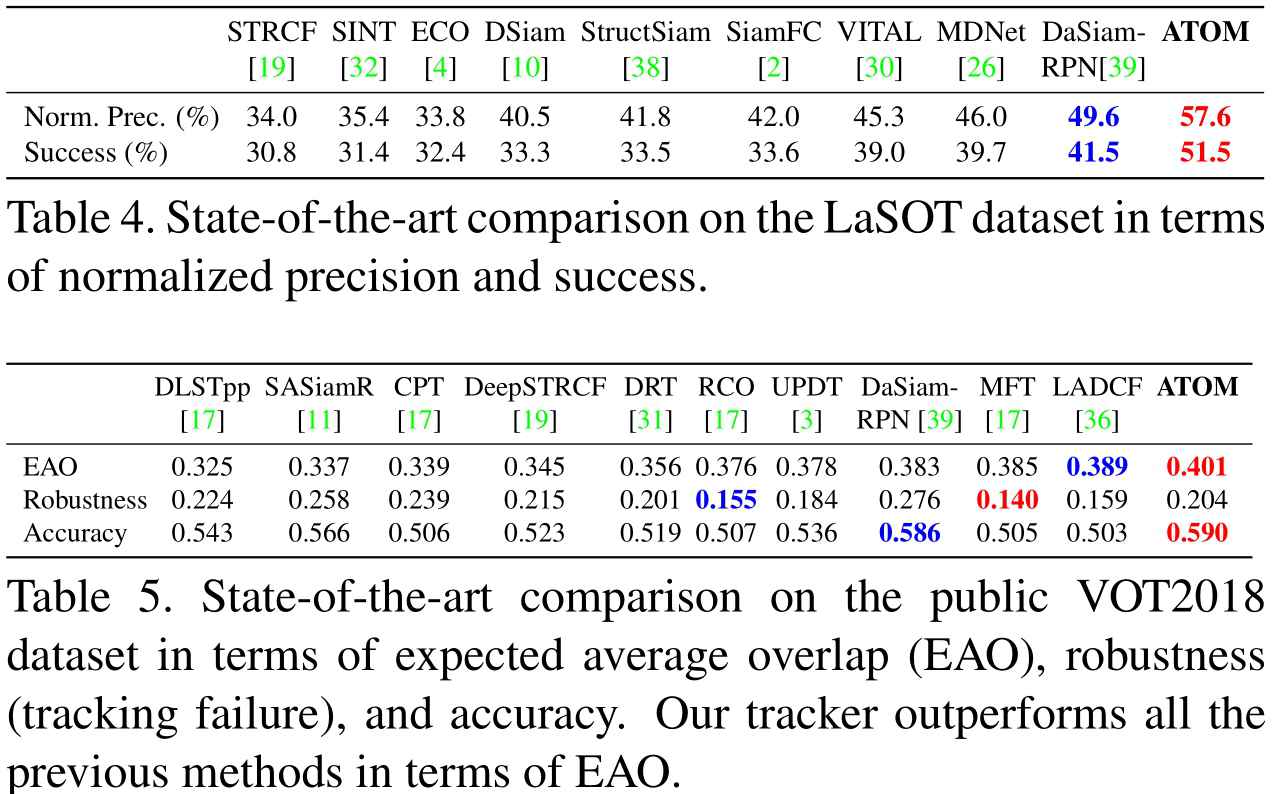 STRCF SINT ECO DSiam StructSiam SiamFC VITAL MDNet DaSiam- ATOM
[19] [32] [4] [10] [38] [2] [30] [26] RPN[39]
Norm. Prec. (%) 34.0 35.4 33.8 40.5 41.8 42.0 45.3 46.0 49.6 57.6
Success (%) 30.8 31.4 32.4 33.3 33.5 33.6 39.0 39.7 41.5 51.5
Table 4. State-of-the-art comparison on the LaSOT dataset in terms
of normalized precision and success.
DLSTpp SASiamR CPT DeepSTRCF DRT RCO UPDT DaSiam- MFT LADCF ATOM
[17] [11] [17] [19] [31] [17] [3] RPN [39] [17] [36]
EAO 0.325 0.337 0.339 0.345 0.356 0.376 0.378 0.383 0.385 0.389 0.401
Robustness 0.224 0.258 0.239 0.215 0.201 0.155 0.184 0.276 0.140 0.159 0.204
Accuracy 0.543 0.566 0.506 0.523 0.519 0.507 0.536 0.586 0.505 0.503 0.590
Table 5. State-of-the-art comparison on the public VOT2018
dataset in terms of expected average overlap (EAO), robustness
(tracking failure), and accuracy. Our tracker outperforms all the
previous methods in terms of EAO.